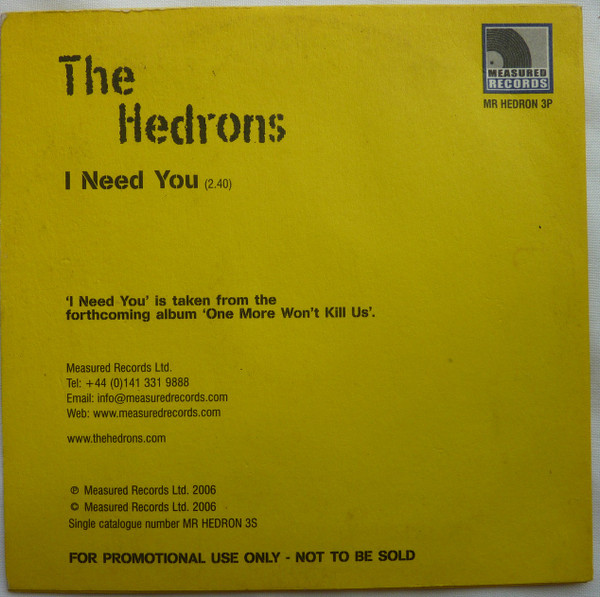 The
Hedrons
MEASURED
RECORDS
MR HEDRON 3P
I Need You (2.40)
'I Need You' is taken from the
forthcoming album 'One More Won't Kill Us'.
Measured Records Ltd.
Tel: +44 (0)141 331 9888
Email: info@measuredrecords.com
Web: www.measuredrecords.com
www.thehedrons.com
℗ Measured Records Ltd. 2006
© Measured Records Ltd. 2006
Single catalogue number MR HEDRON 3S
FOR PROMOTIONAL USE ONLY - NOT TO BE SOLD